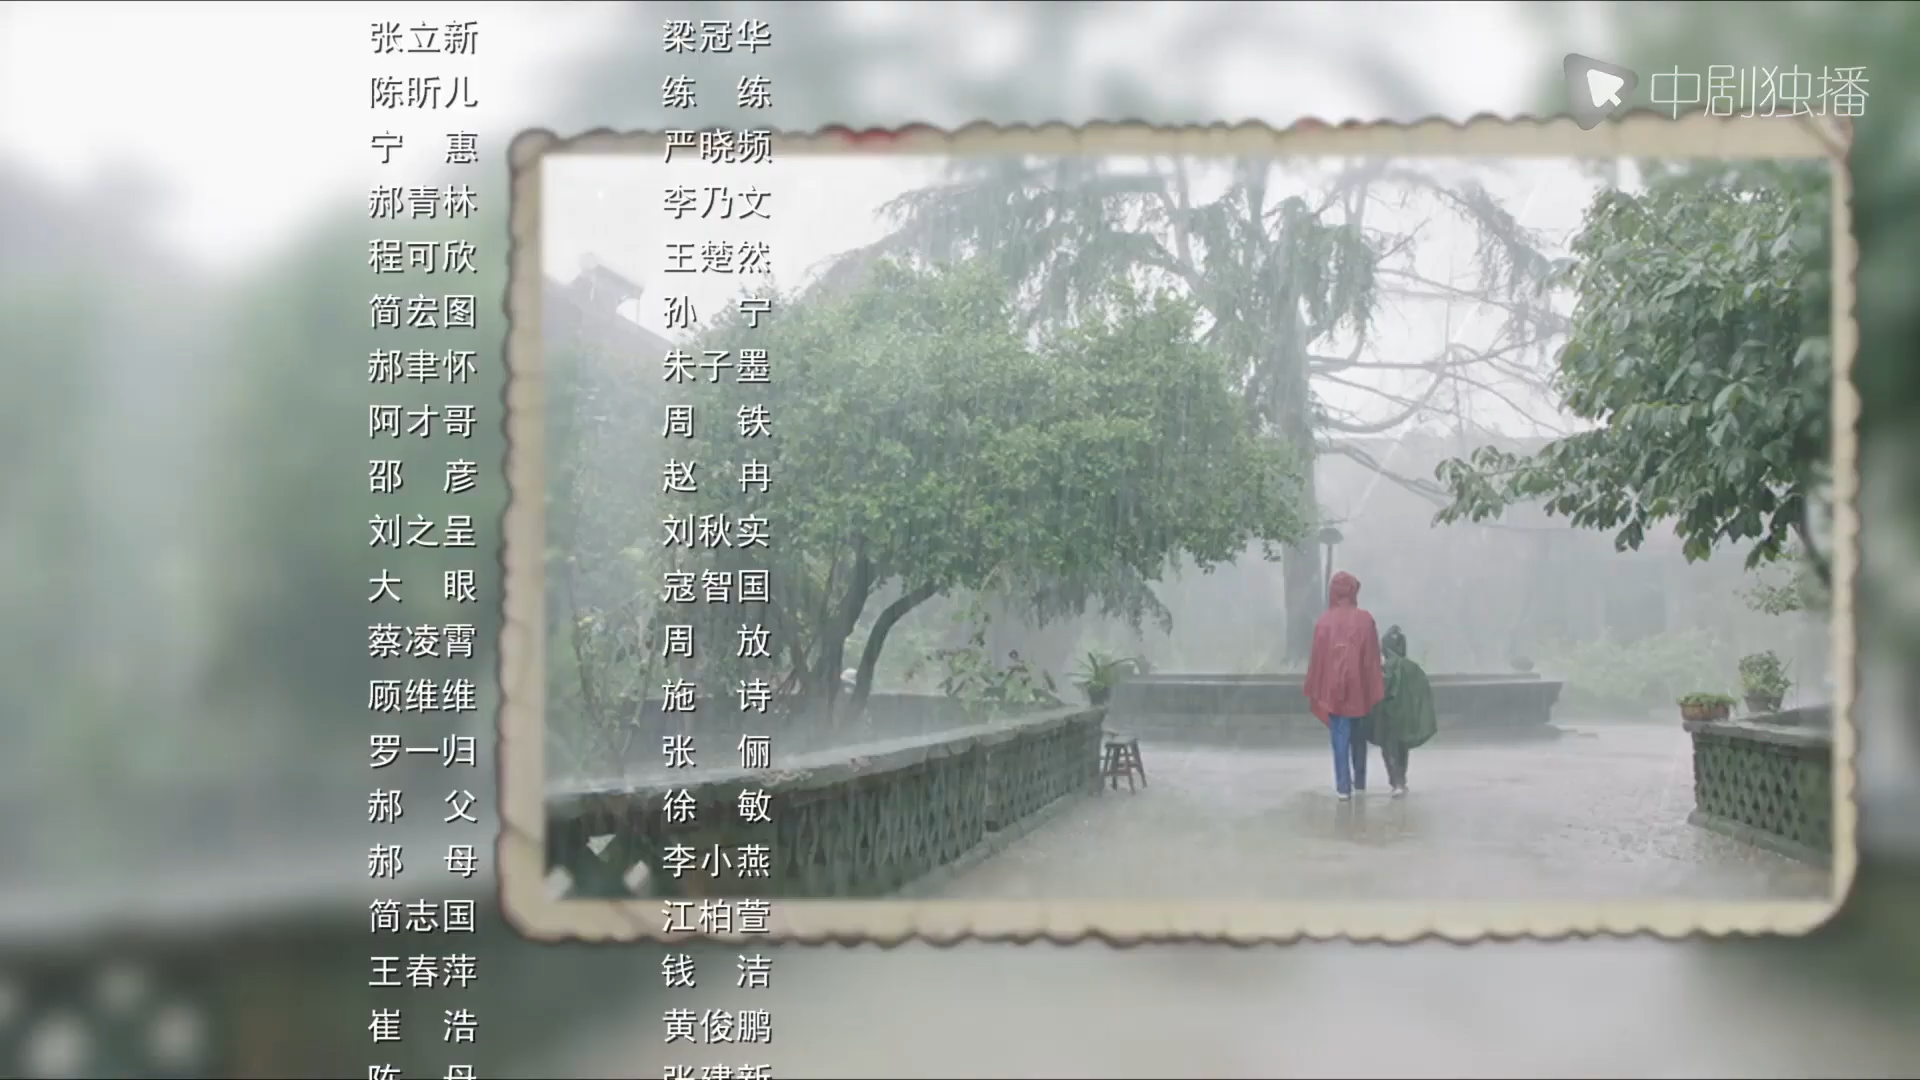 张立新 梁冠华
中剧独播
陈昕儿 练 练
宁 惠 严晓频
郝青林 李乃文
程可欣 王楚然
简宏图 孙 宁
郝聿怀 朱子墨
阿才哥 周 铁
邵 彦 赵 冉
刘之呈 刘秋实
大 眼 寇智国
蔡凌霄 周 放
顾维维 施 诗
罗一归 张 俪
郝 父 徐 敏
郝 母 李小燕
简志国 江柏萱
王春萍 钱 洁
崔 浩 黄俊鹏
陈 母 张建新